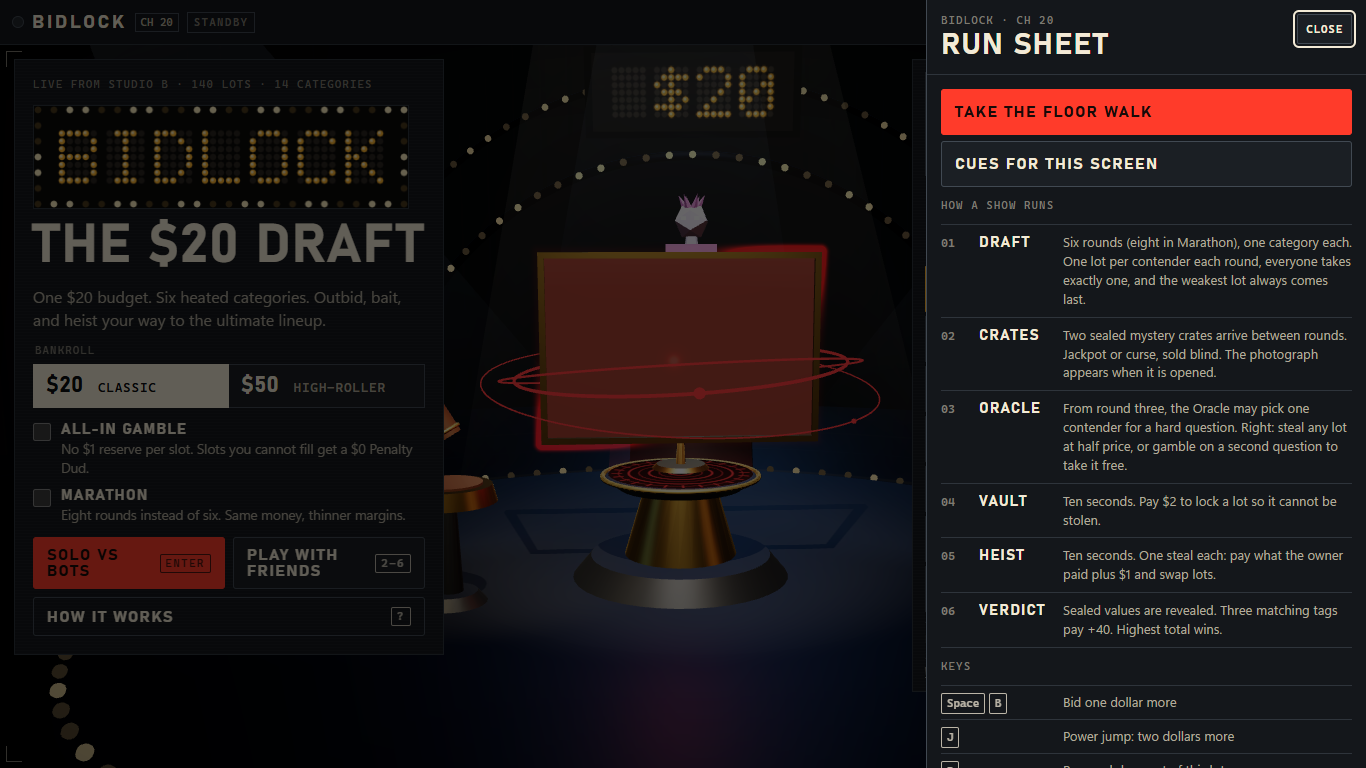 BIDLOCK CH 20 STANDBY
LIVE FROM STUDIO B · 140 LOTS · 14 CATEGORIES
BIDLOCK
THE $20 DRAFT
One $20 budget. Six heated categories. Outbid, bait,
and heist your way to the ultimate lineup.
BANKROLL
$20 CLASSIC
$50 HIGH-ROLLER
ALL-IN GAMBLE
No $1 reserve per slot. Slots you cannot fill get a $0 Penalty
Dud.
MARATHON
Eight rounds instead of six. Same money, thinner margins.
SOLO VS
BOTS
ENTER
PLAY WITH
FRIENDS
2-6
HOW IT WORKS ?
$20
BIDLOCK · CH 20
RUN SHEET
CLOSE
TAKE THE FLOOR WALK
CUES FOR THIS SCREEN
HOW A SHOW RUNS
01 DRAFT Six rounds (eight in Marathon), one category each.
One lot per contender each round, everyone takes
exactly one, and the weakest lot always comes
last.
02 CRATES Two sealed mystery crates arrive between rounds.
Jackpot or curse, sold blind. The photograph
appears when it is opened.
03 ORACLE From round three, the Oracle may pick one
contender for a hard question. Right: steal any lot
at half price, or gamble on a second question to
take it free.
04 VAULT Ten seconds. Pay $2 to lock a lot so it cannot be
stolen.
05 HEIST Ten seconds. One steal each: pay what the owner
paid plus $1 and swap lots.
06 VERDICT Sealed values are revealed. Three matching tags
pay +40. Highest total wins.
KEYS
Space B Bid one dollar more
J Power jump: two dollars more